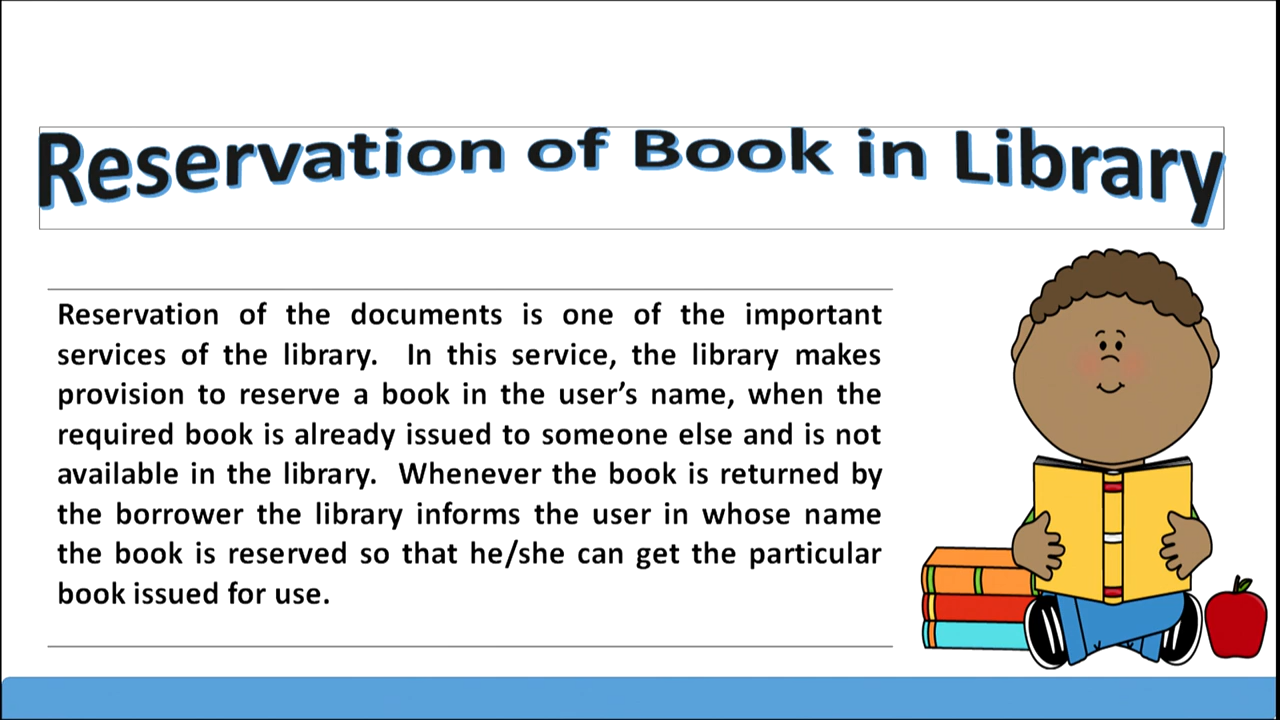 Reservation of Book in Library
Reservation of the documents is one of the important
services of the library. In this service, the library makes
provision to reserve a book in the user’s name, when the
required book is already issued to someone else and is not
available in the library. Whenever the book is returned by
the borrower the library informs the user in whose name
the book is reserved so that he/she can get the particular
book issued for use.